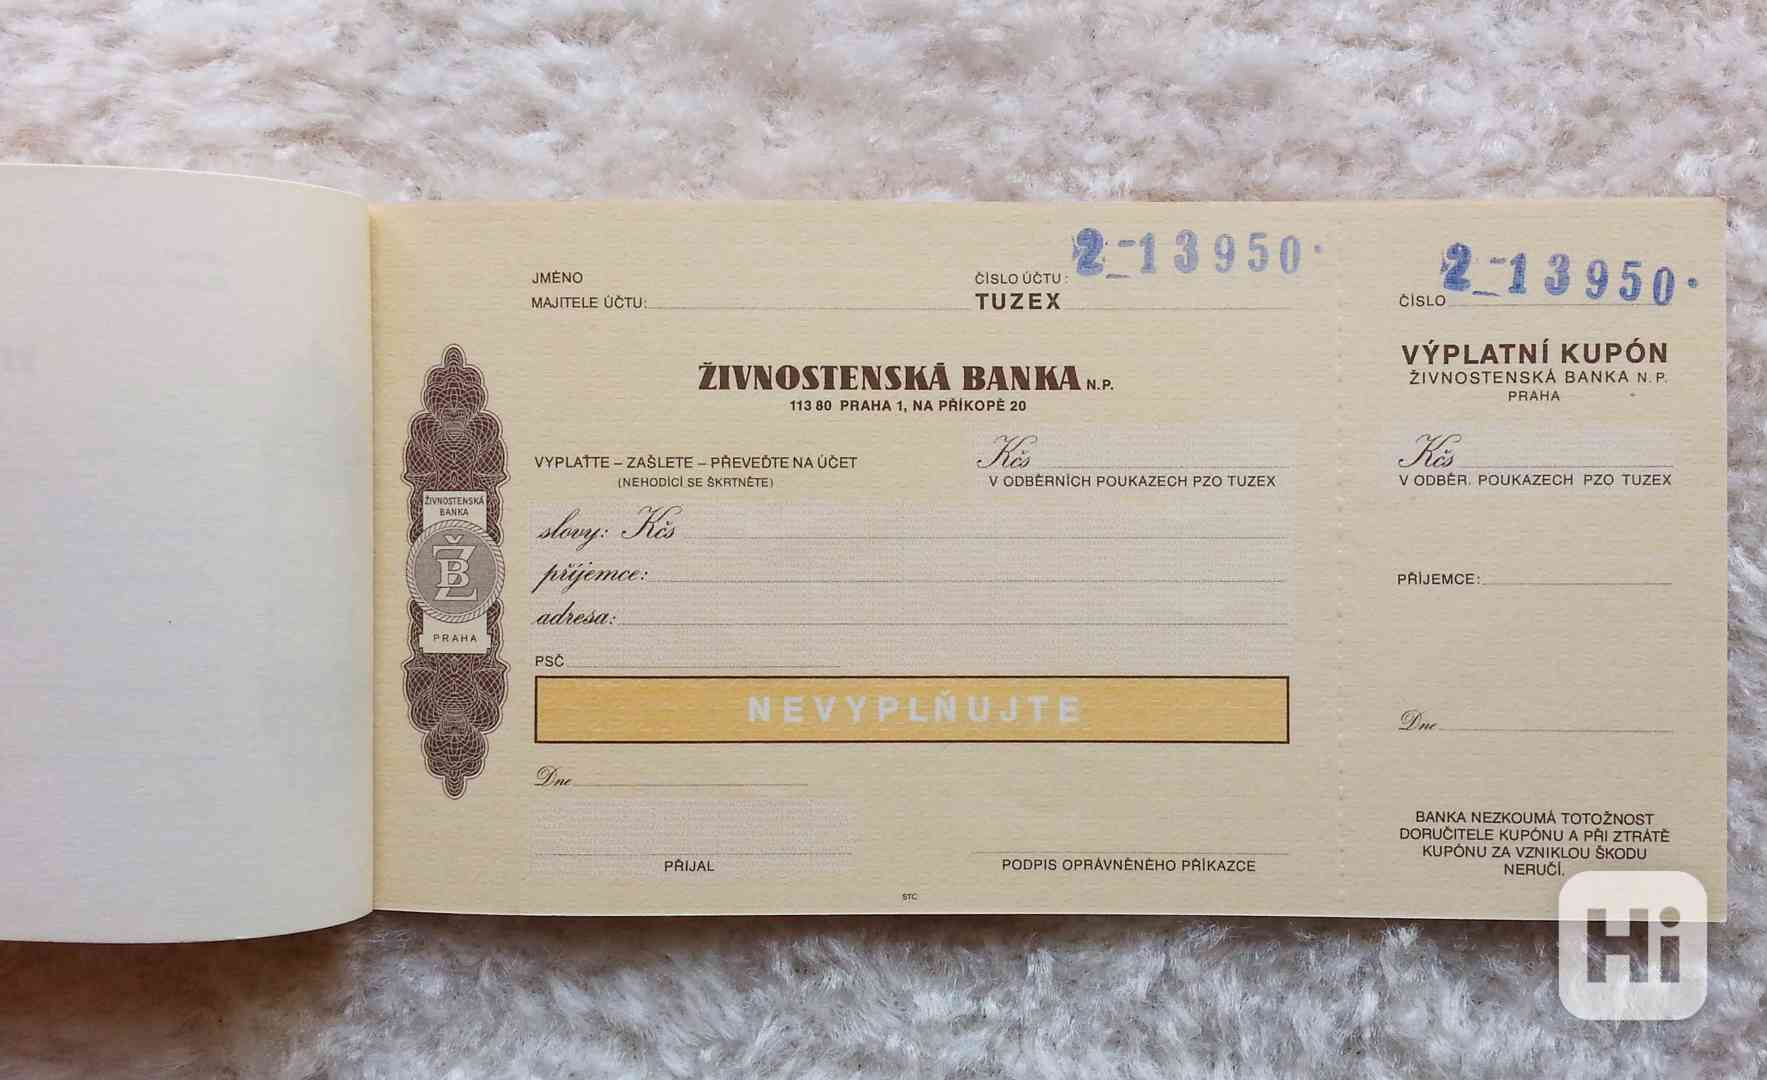 2-13950.
JMÉNO
MAJITELE ÚČTU:
ČÍSLO ÚČTU:
TUZEX
ŽIVNOSTENSKÁ BANKA N.P.
113 80 PRAHA 1, NA PŘÍKOPĚ 20
VYPLAŤTE – ZAŠLETE – PŘEVEĎTE NA ÚČET
(NEHODÍCÍ SE ŠKRTNĚTE)
Kčs
V ODBĚRNÍCH POUKAZECH PZO TUZEX
slovy: Kčs
příjemce:
adresa:
PSČ
NEVYPLŇUJTE
Dne
PŘIJAL
PODPIS OPRÁVNĚNÉHO PŘÍKAZCE
STC
ŽIVNOSTENSKÁ
BANKA
ŽB
PRAHA
2-13950.
ČÍSLO
VÝPLATNÍ KUPÓN
ŽIVNOSTENSKÁ BANKA N. P.
PRAHA
Kčs
V ODBĚR. POUKAZECH PZO TUZEX
PŘÍJEMCE:
Dne
BANKA NEZKOUMÁ TOTOŽNOST
DORUČITELE KUPÓNU A PŘI ZTRÁTĚ
KUPÓNU ZA VZNIKLOU ŠKODU
NERUČÍ.
Hi